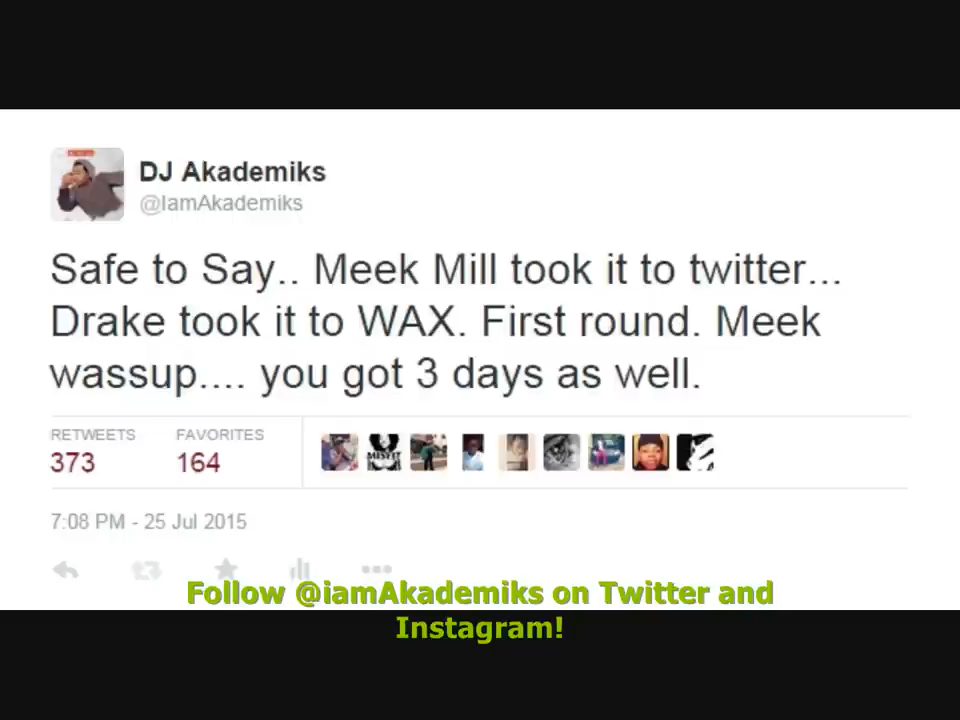 DJ Akademiks
@IamAkademiks
Safe to Say.. Meek Mill took it to twitter...
Drake took it to WAX. First round. Meek
wassup.... you got 3 days as well.
RETWEETS FAVORITES
373 164
MISFIT
7:08 PM - 25 Jul 2015
Follow @iamAkademiks on Twitter and
Instagram!